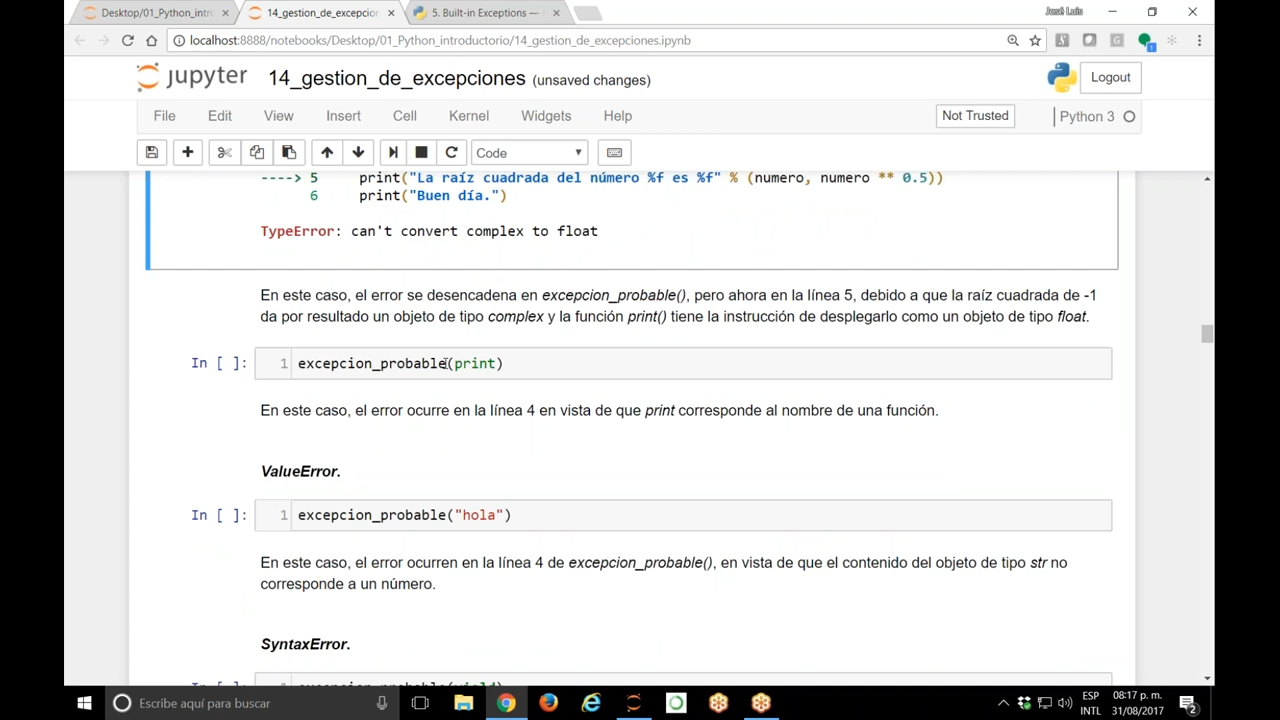 Desktop/01_Python_intro
14_gestion_de_excepcion
5. Built-in Exceptions —
José Luis
localhost:8888/notebooks/Desktop/01_Python_introductorio/14_gestion_de_excepciones.ipynb
jupyter
14_gestion_de_excepciones (unsaved changes)
Logout
File Edit View Insert Cell Kernel Widgets Help
Not Trusted
Python 3
Code
----> 5     print("La raíz cuadrada del número %f es %f" % (numero, numero ** 0.5))
6     print("Buen día.")
TypeError: can't convert complex to float
En este caso, el error se desencadena en excepcion_probable(), pero ahora en la línea 5, debido a que la raíz cuadrada de -1
da por resultado un objeto de tipo complex y la función print() tiene la instrucción de desplegarlo como un objeto de tipo float.
In [ ]: 1 excepcion_probable(print)
En este caso, el error ocurre en la línea 4 en vista de que print corresponde al nombre de una función.
ValueError.
In [ ]: 1 excepcion_probable("hola")
En este caso, el error ocurren en la línea 4 de excepcion_probable(), en vista de que el contenido del objeto de tipo str no
corresponde a un número.
SyntaxError.
excepcion_probable(yield)
Escribe aquí para buscar
ESP
INTL
08:17 p. m.
31/08/2017
2